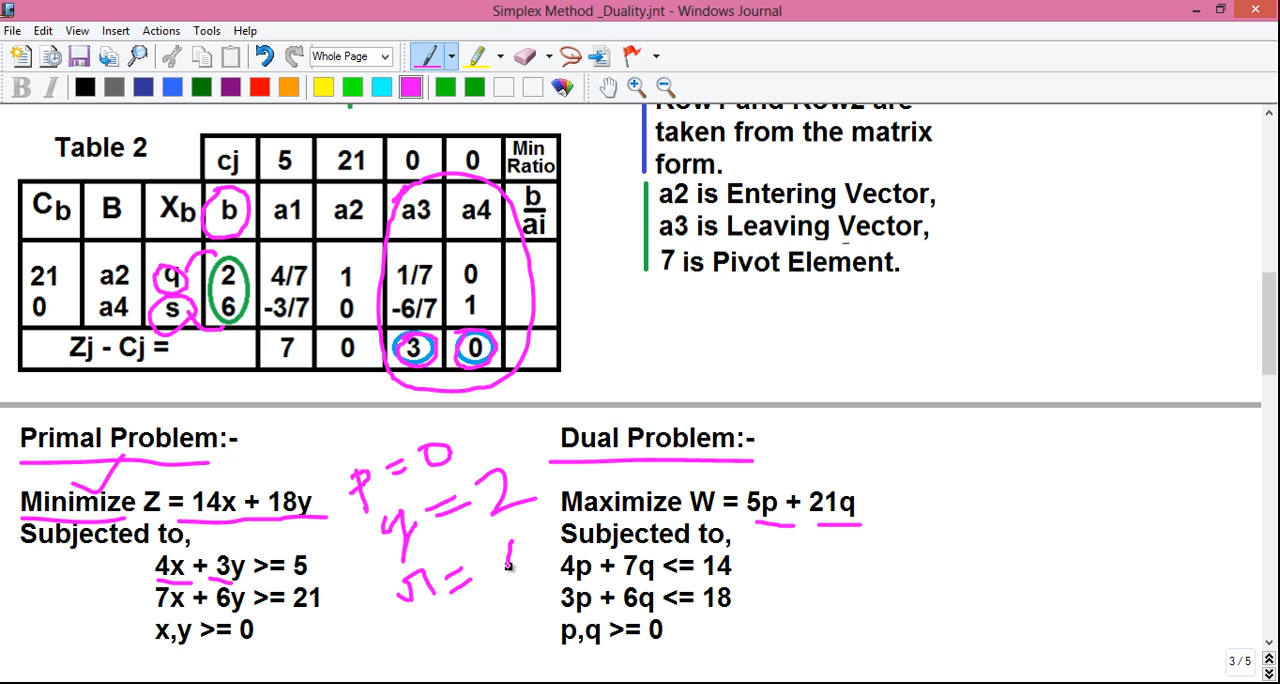 Simplex Method _Duality.jnt - Windows Journal
File Edit View Insert Actions Tools Help
Whole Page
B I
Row1 and Row2 are
taken from the matrix
form.
a2 is Entering Vector,
a3 is Leaving Vector,
7 is Pivot Element.
Table 2 cj 5 21 0 0 Min Ratio
Cb B Xb b a1 a2 a3 a4 b/ai
21 a2 q 2 4/7 1 1/7 0
0 a4 s 6 -3/7 0 -6/7 1
Zj - Cj = 7 0 3 0
Primal Problem:-
Minimize Z = 14x + 18y
Subjected to,
4x + 3y >= 5
7x + 6y >= 21
x,y >= 0
p = 0
q = 2
Dual Problem:-
Maximize W = 5p + 21q
Subjected to,
4p + 7q <= 14
3p + 6q <= 18
p,q >= 0
3 / 5